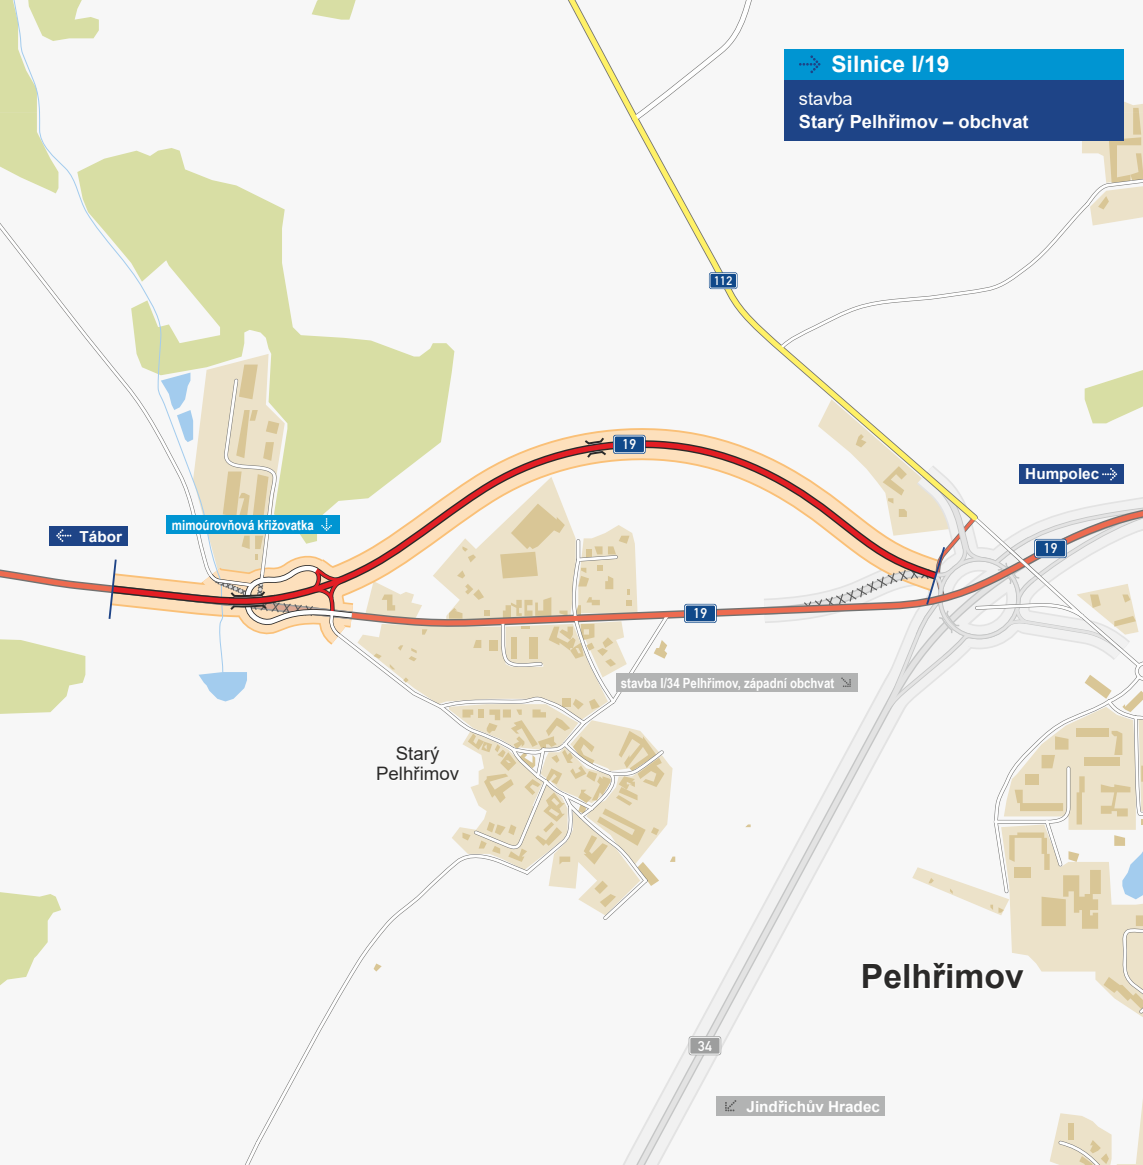 Silnice I/19
stavba
Starý Pelhřimov – obchvat
112
19
Humpolec
mimoúrovňová křižovatka
Tábor
19
19
stavba I/34 Pelhřimov, západní obchvat
Starý
Pelhřimov
Pelhřimov
34
Jindřichův Hradec